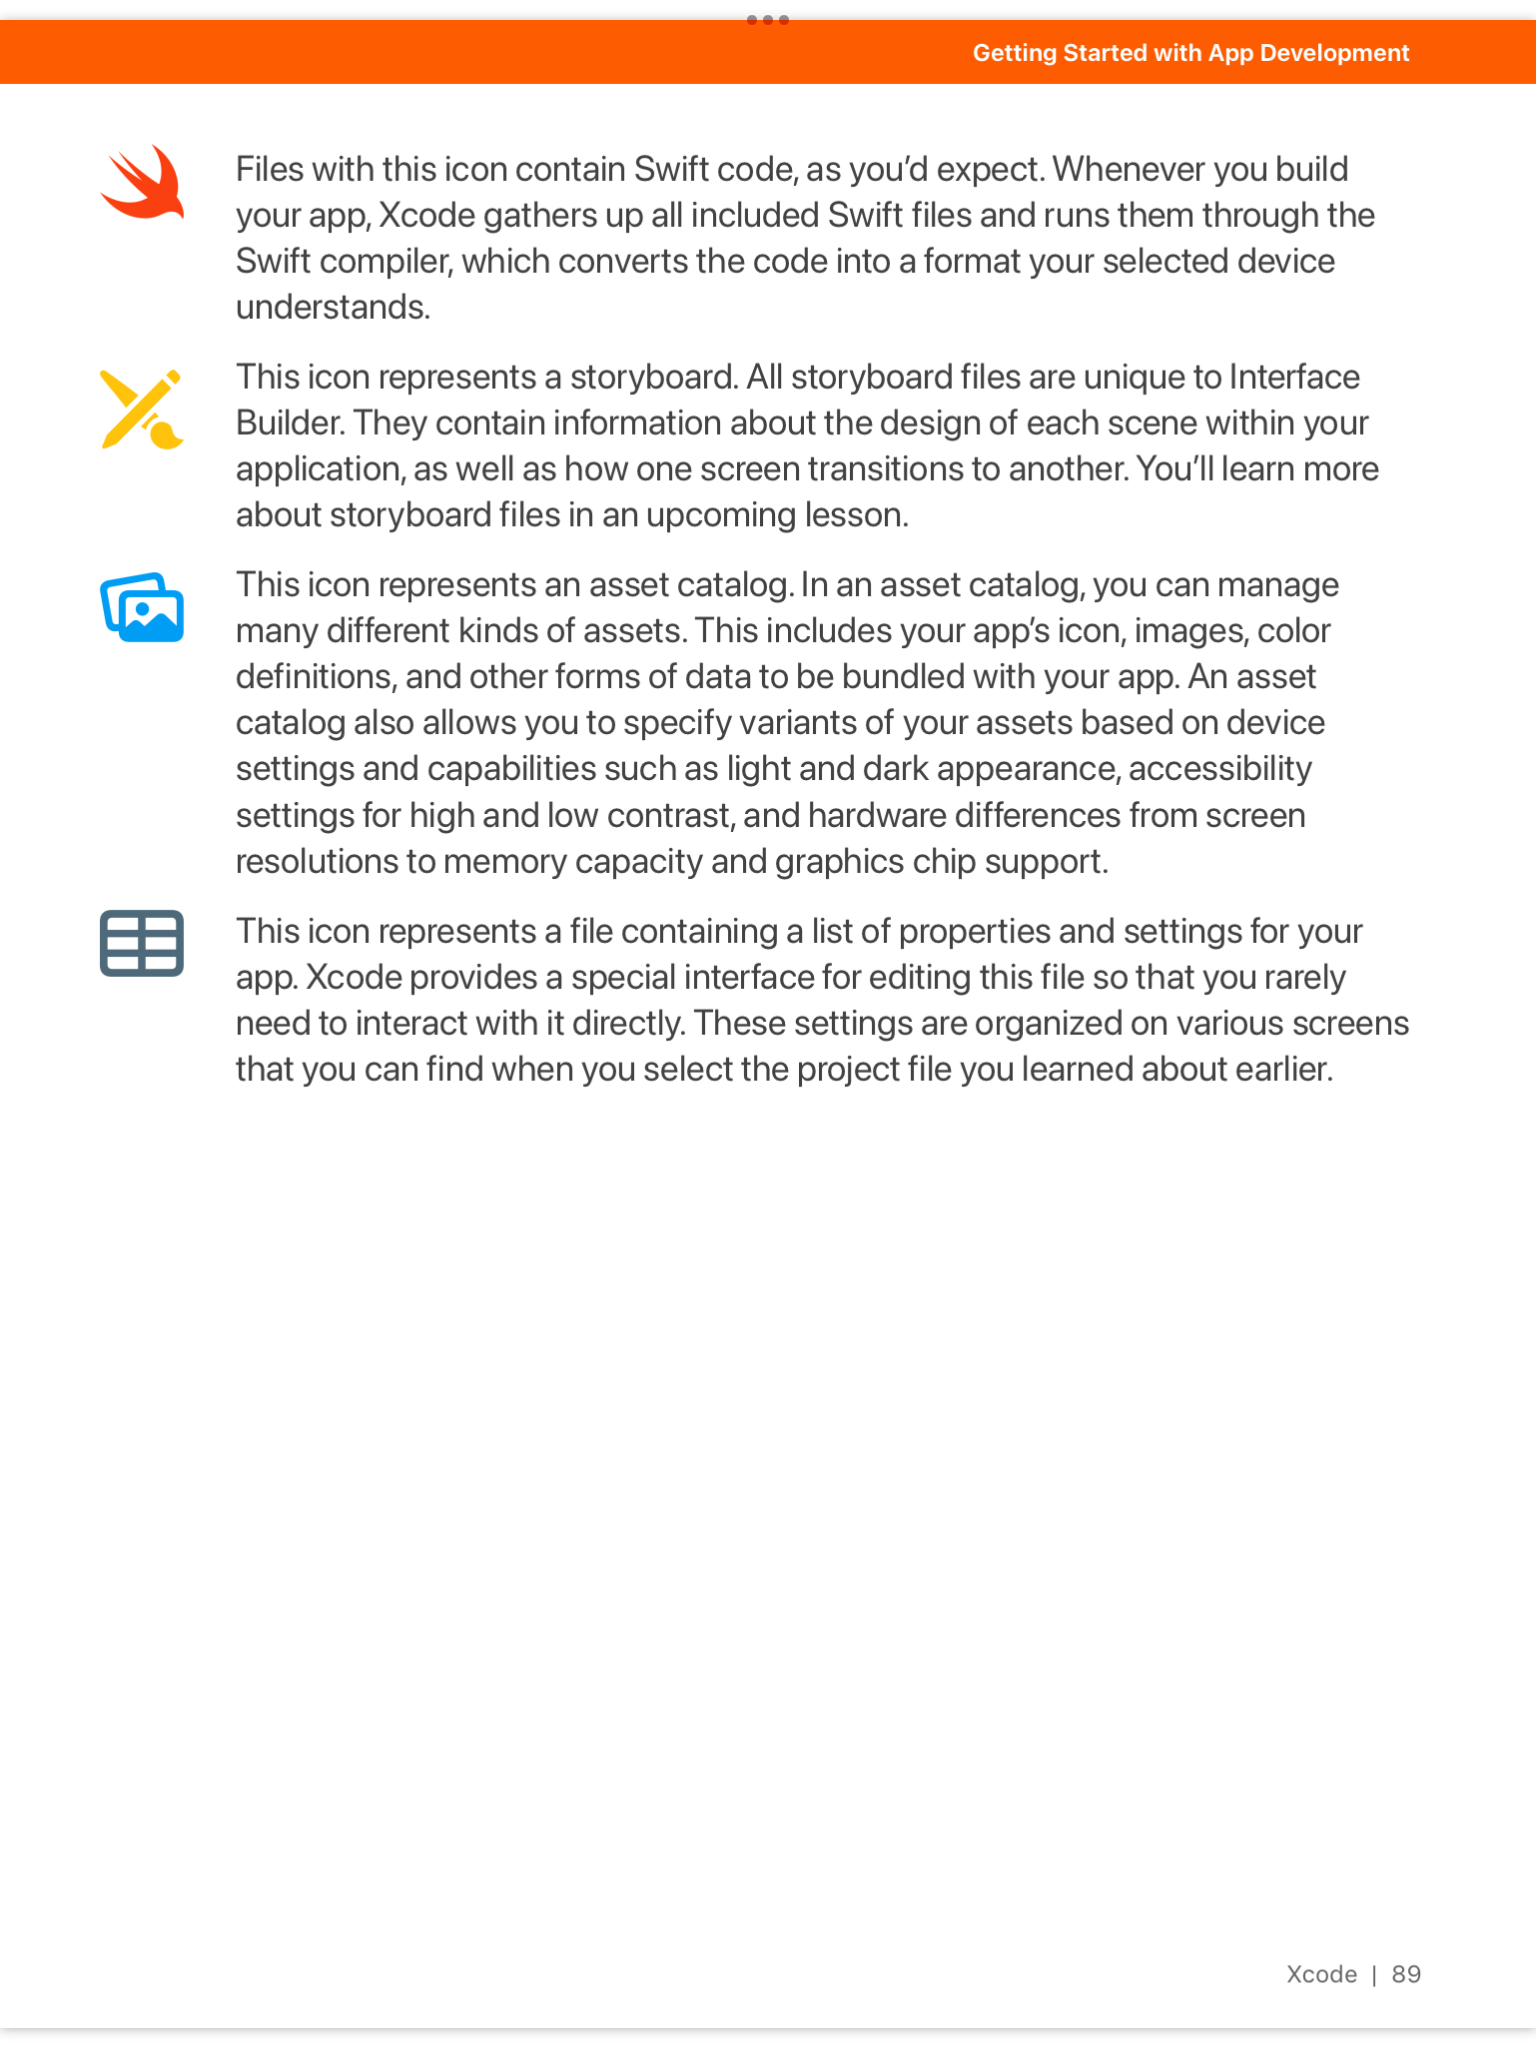 Getting Started with App Development
Files with this icon contain Swift code, as you’d expect. Whenever you build
your app, Xcode gathers up all included Swift files and runs them through the
Swift compiler, which converts the code into a format your selected device
understands.
This icon represents a storyboard. All storyboard files are unique to Interface
Builder. They contain information about the design of each scene within your
application, as well as how one screen transitions to another. You’ll learn more
about storyboard files in an upcoming lesson.
This icon represents an asset catalog. In an asset catalog, you can manage
many different kinds of assets. This includes your app’s icon, images, color
definitions, and other forms of data to be bundled with your app. An asset
catalog also allows you to specify variants of your assets based on device
settings and capabilities such as light and dark appearance, accessibility
settings for high and low contrast, and hardware differences from screen
resolutions to memory capacity and graphics chip support.
This icon represents a file containing a list of properties and settings for your
app. Xcode provides a special interface for editing this file so that you rarely
need to interact with it directly. These settings are organized on various screens
that you can find when you select the project file you learned about earlier.
Xcode | 89